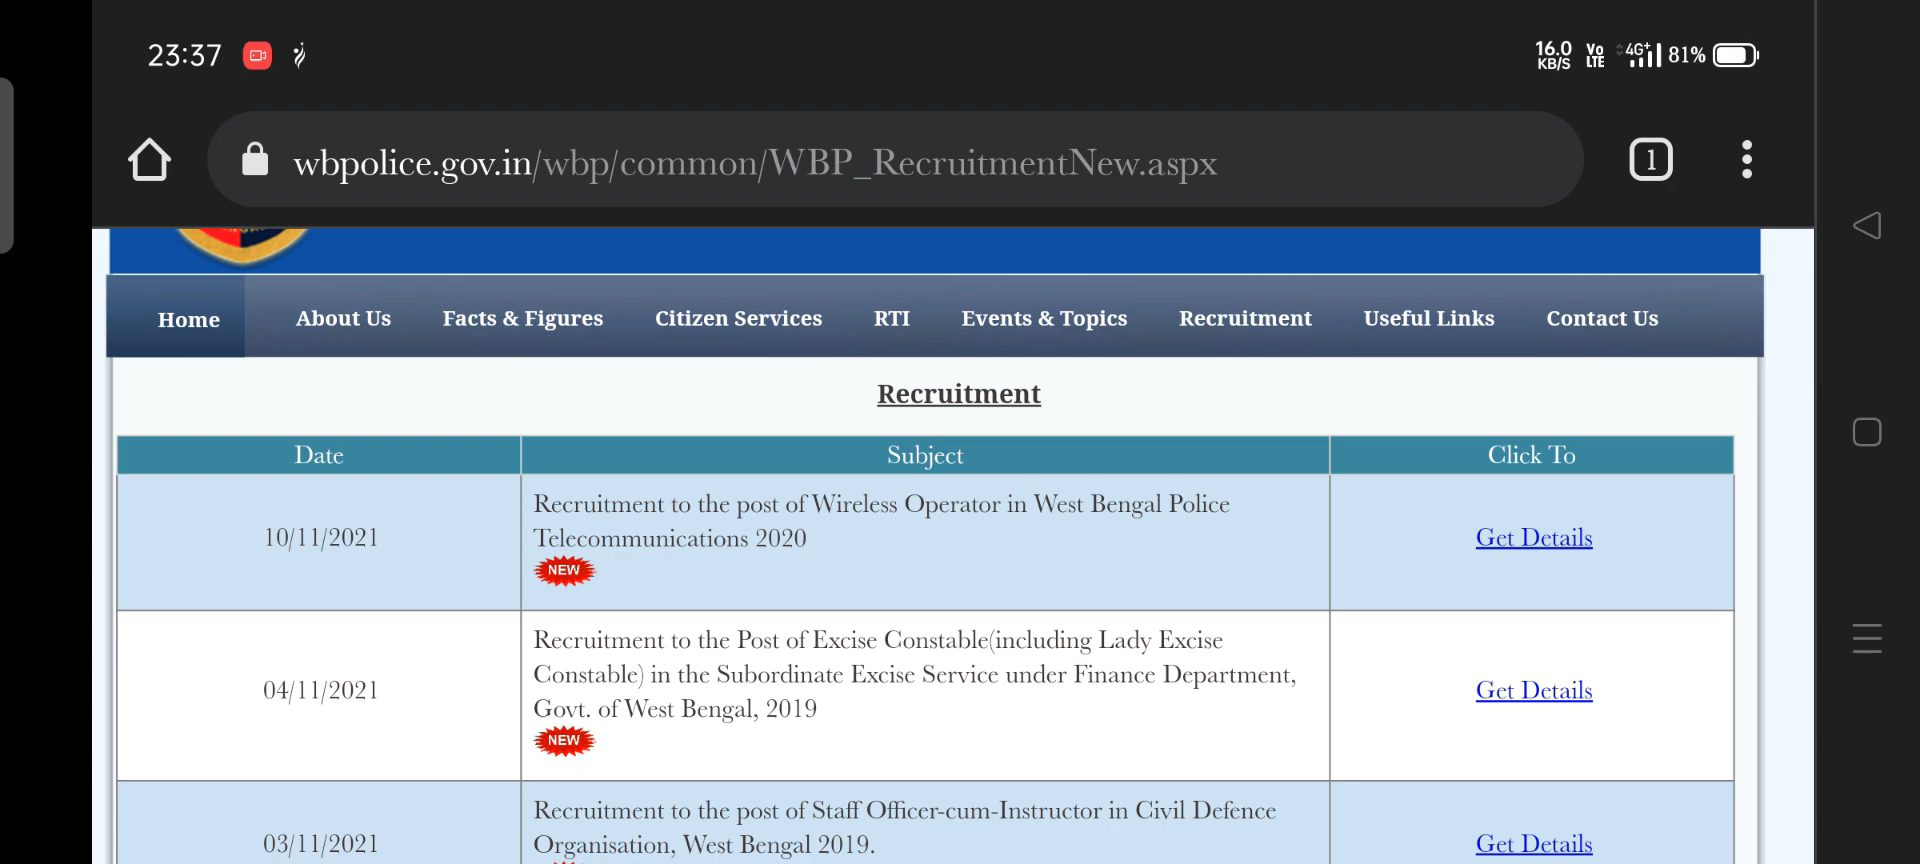 23:37
16.0 KB/S Vo LTE 4G+ 81%
wbpolice.gov.in/wbp/common/WBP_RecruitmentNew.aspx
1
Home About Us Facts & Figures Citizen Services RTI Events & Topics Recruitment Useful Links Contact Us
Recruitment
Date Subject Click To
10/11/2021
Recruitment to the post of Wireless Operator in West Bengal Police
Telecommunications 2020
NEW
Get Details
04/11/2021
Recruitment to the Post of Excise Constable(including Lady Excise
Constable) in the Subordinate Excise Service under Finance Department,
Govt. of West Bengal, 2019
NEW
Get Details
03/11/2021
Recruitment to the post of Staff Officer-cum-Instructor in Civil Defence
Organisation, West Bengal 2019.
Get Details